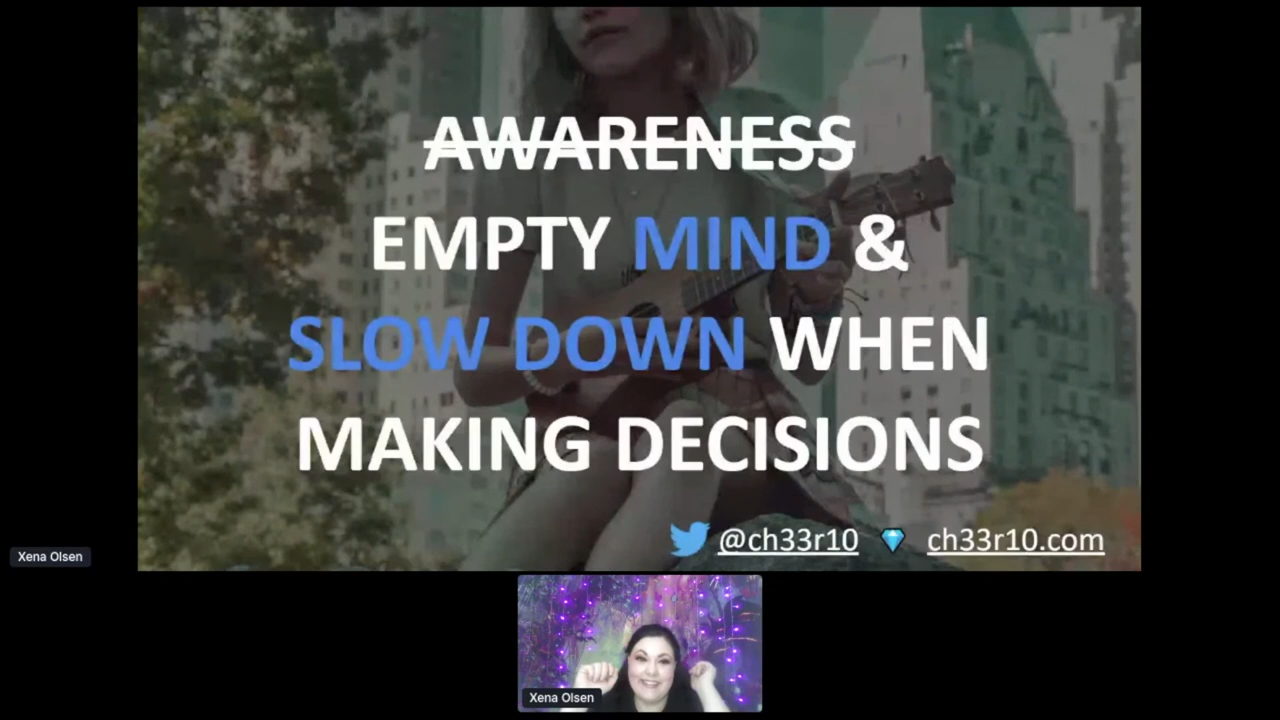 AWARENESS
EMPTY MIND &
SLOW DOWN WHEN
MAKING DECISIONS
@ch33r10 ch33r10.com
Xena Olsen
Xena Olsen